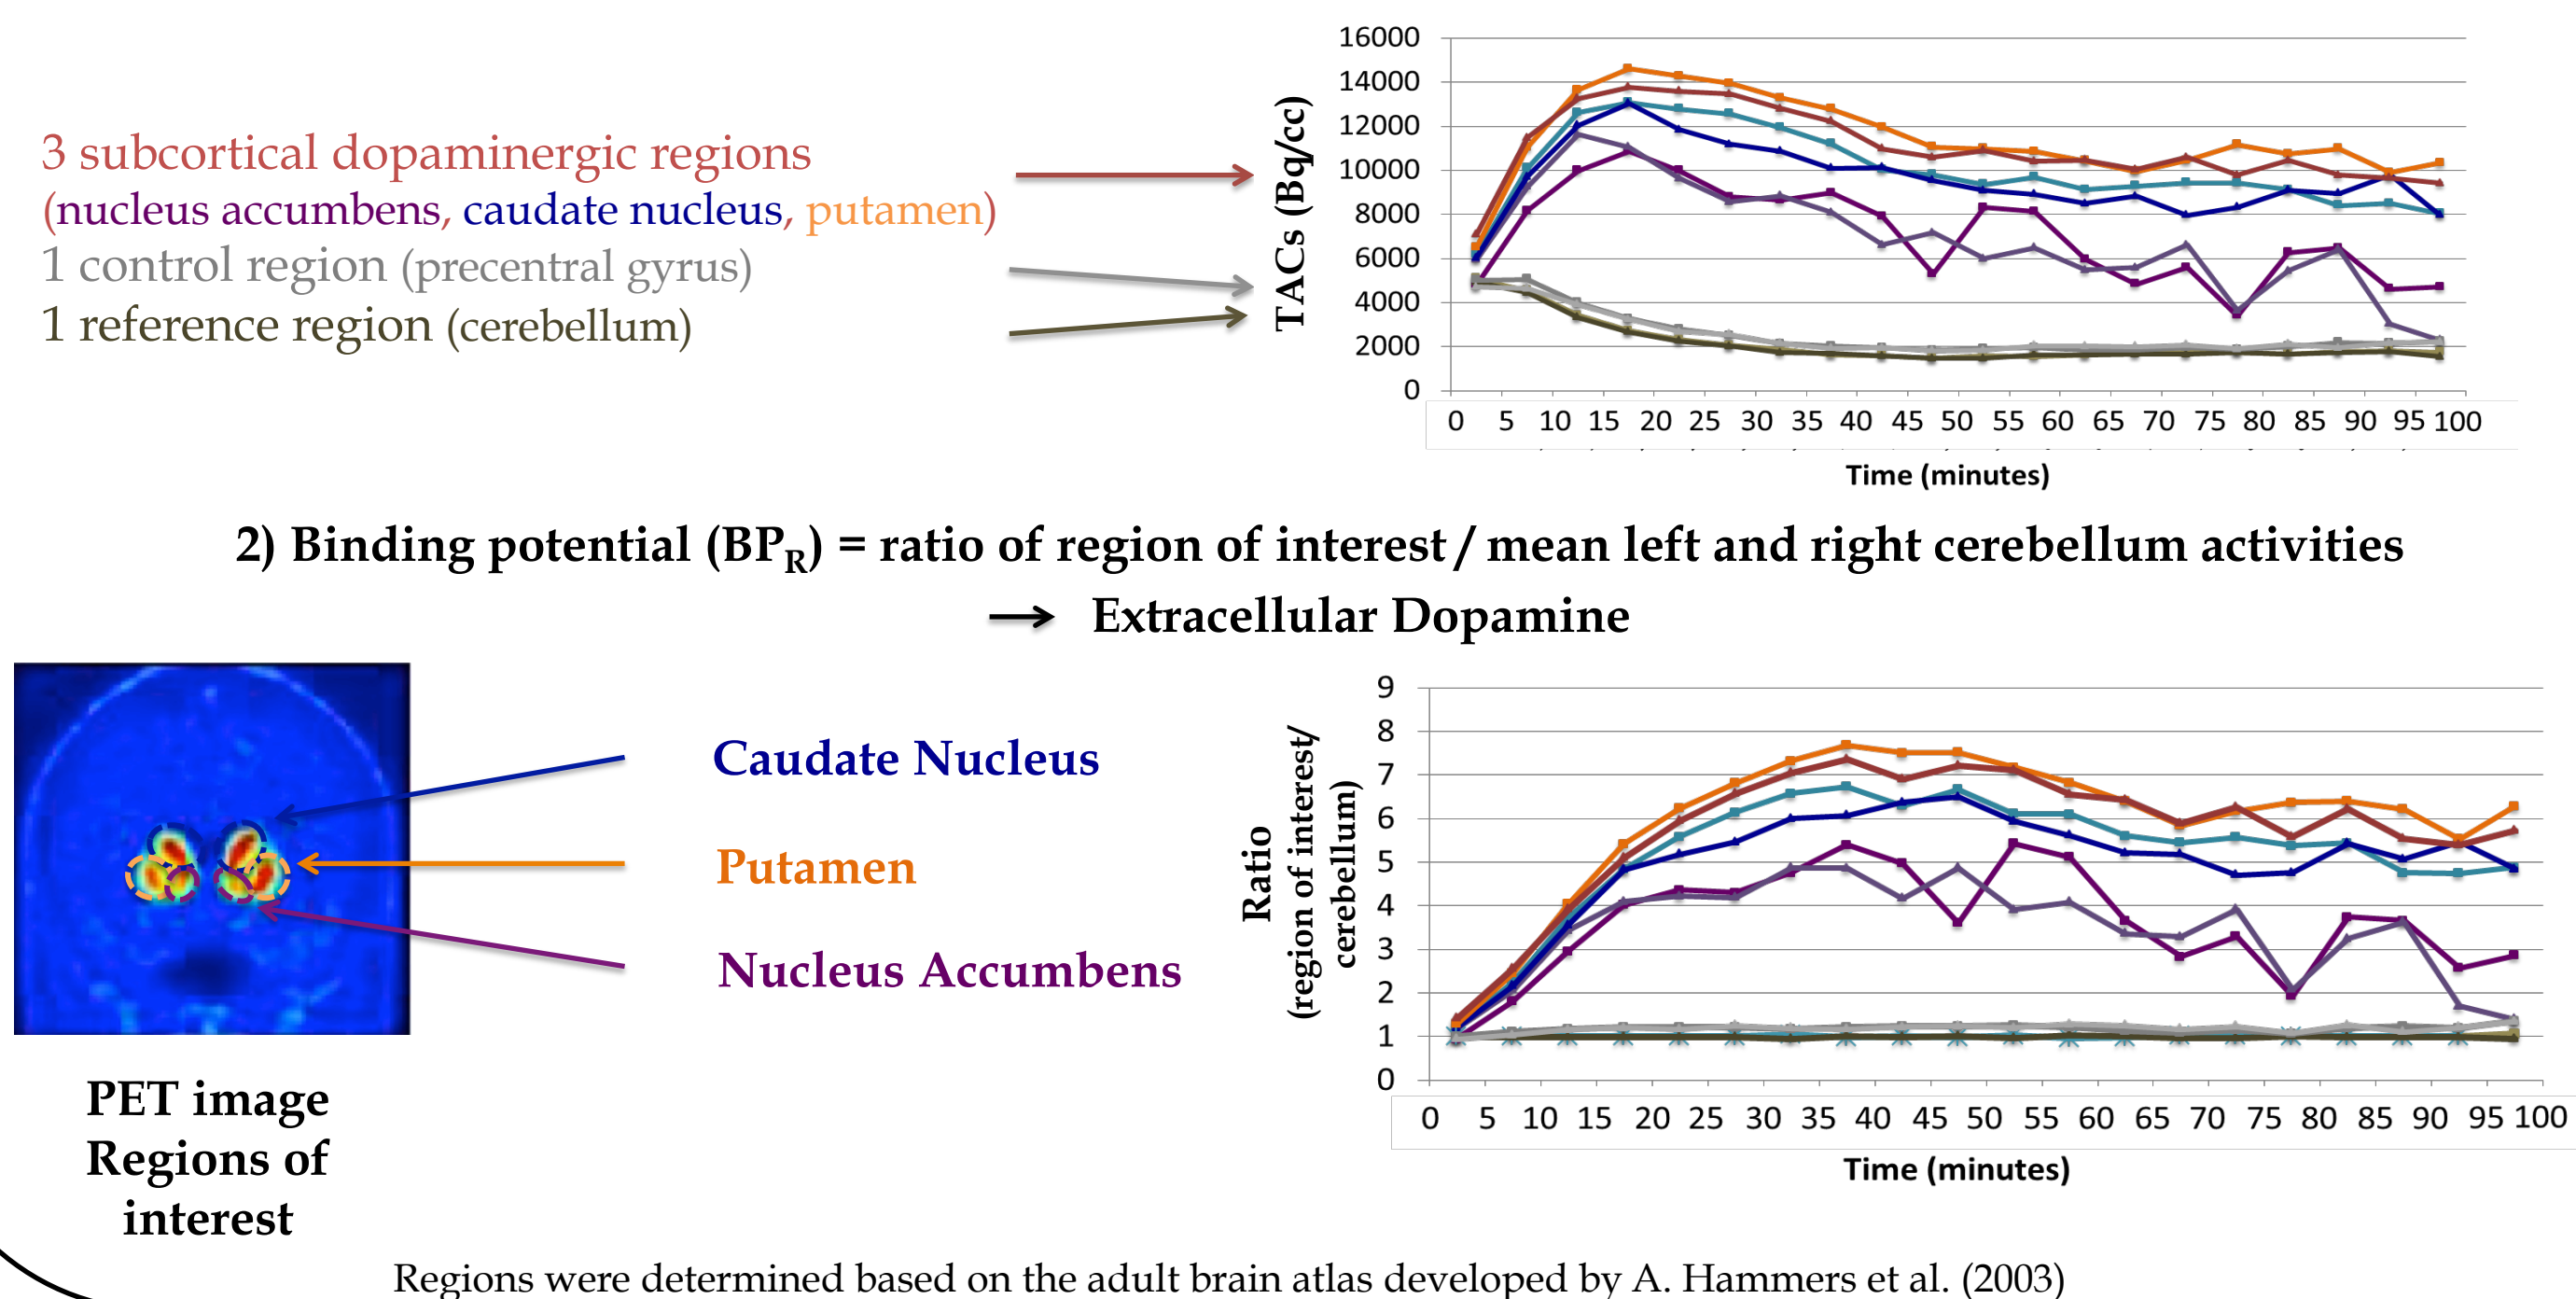 3 subcortical dopaminergic regions
(nucleus accumbens, caudate nucleus, putamen)
1 control region (precentral gyrus)
1 reference region (cerebellum)
TACs (Bq/cc)
16000
14000
12000
10000
8000
6000
4000
2000
0
0 5 10 15 20 25 30 35 40 45 50 55 60 65 70 75 80 85 90 95 100
Time (minutes)
2) Binding potential (BPR) = ratio of region of interest / mean left and right cerebellum activities
→ Extracellular Dopamine
Caudate Nucleus
Putamen
Nucleus Accumbens
PET image
Regions of
interest
Ratio
(region of interest/
cerebellum)
9
8
7
6
5
4
3
2
1
0
0 5 10 15 20 25 30 35 40 45 50 55 60 65 70 75 80 85 90 95 100
Time (minutes)
Regions were determined based on the adult brain atlas developed by A. Hammers et al. (2003)